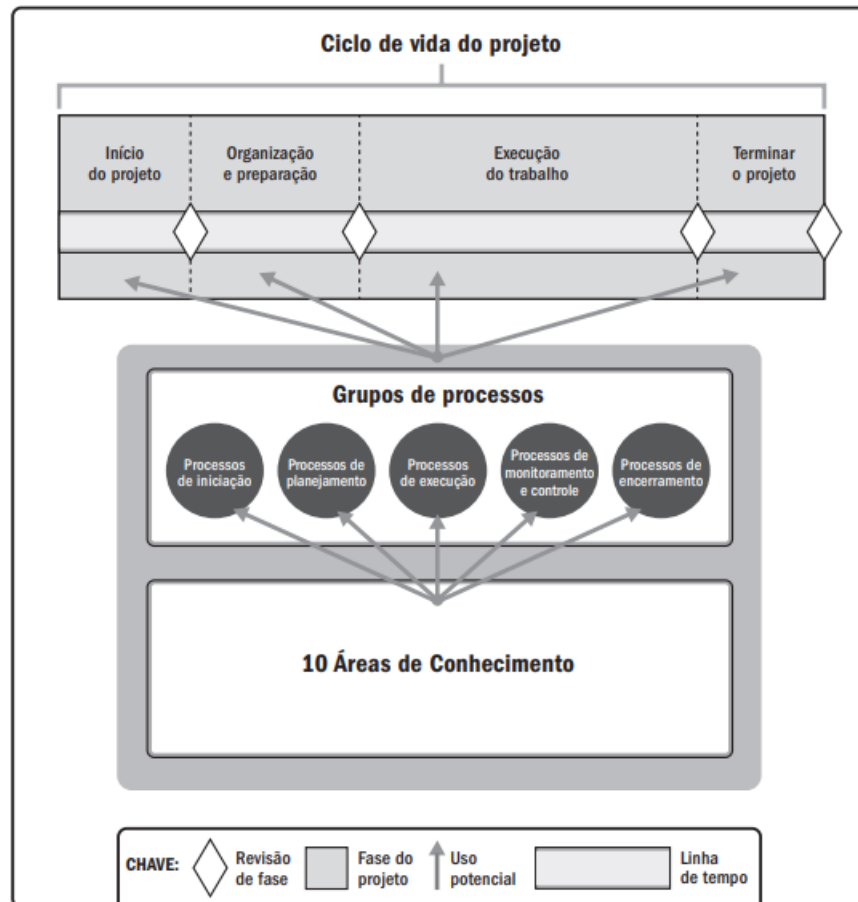 Ciclo de vida do projeto
Início
do projeto
Organização
e preparação
Execução
do trabalho
Terminar
o projeto
Grupos de processos
Processos
de iniciação
Processos de
planejamento
Processos
de execução
Processos de
monitoramento
e controle
Processos de
encerramento
10 Áreas de Conhecimento
CHAVE:
Revisão
de fase
Fase do
projeto
Uso
potencial
Linha
de tempo